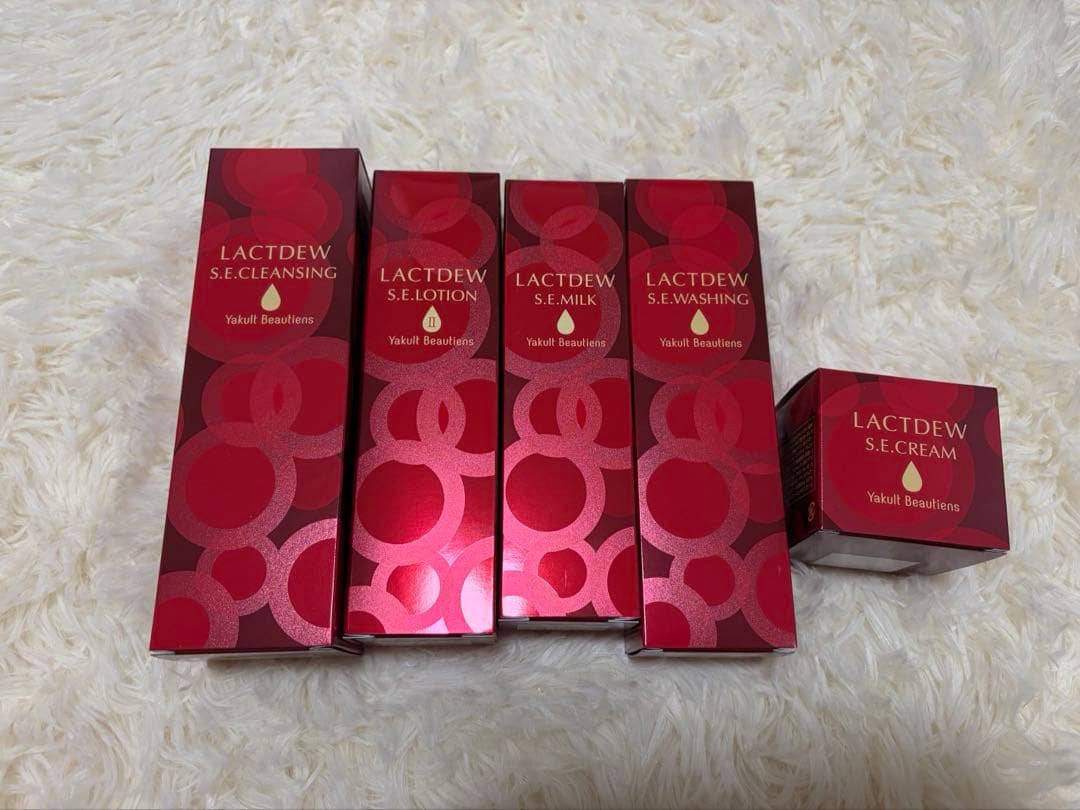 LACTDEW
S.E.CLEANSING
Yakult Beautiens
LACTDEW
S.E.LOTION
II
Yakult Beautiens
LACTDEW
S.E.MILK
Yakult Beautiens
LACTDEW
S.E.WASHING
Yakult Beautiens
LACTDEW
S.E.CREAM
Yakult Beautiens